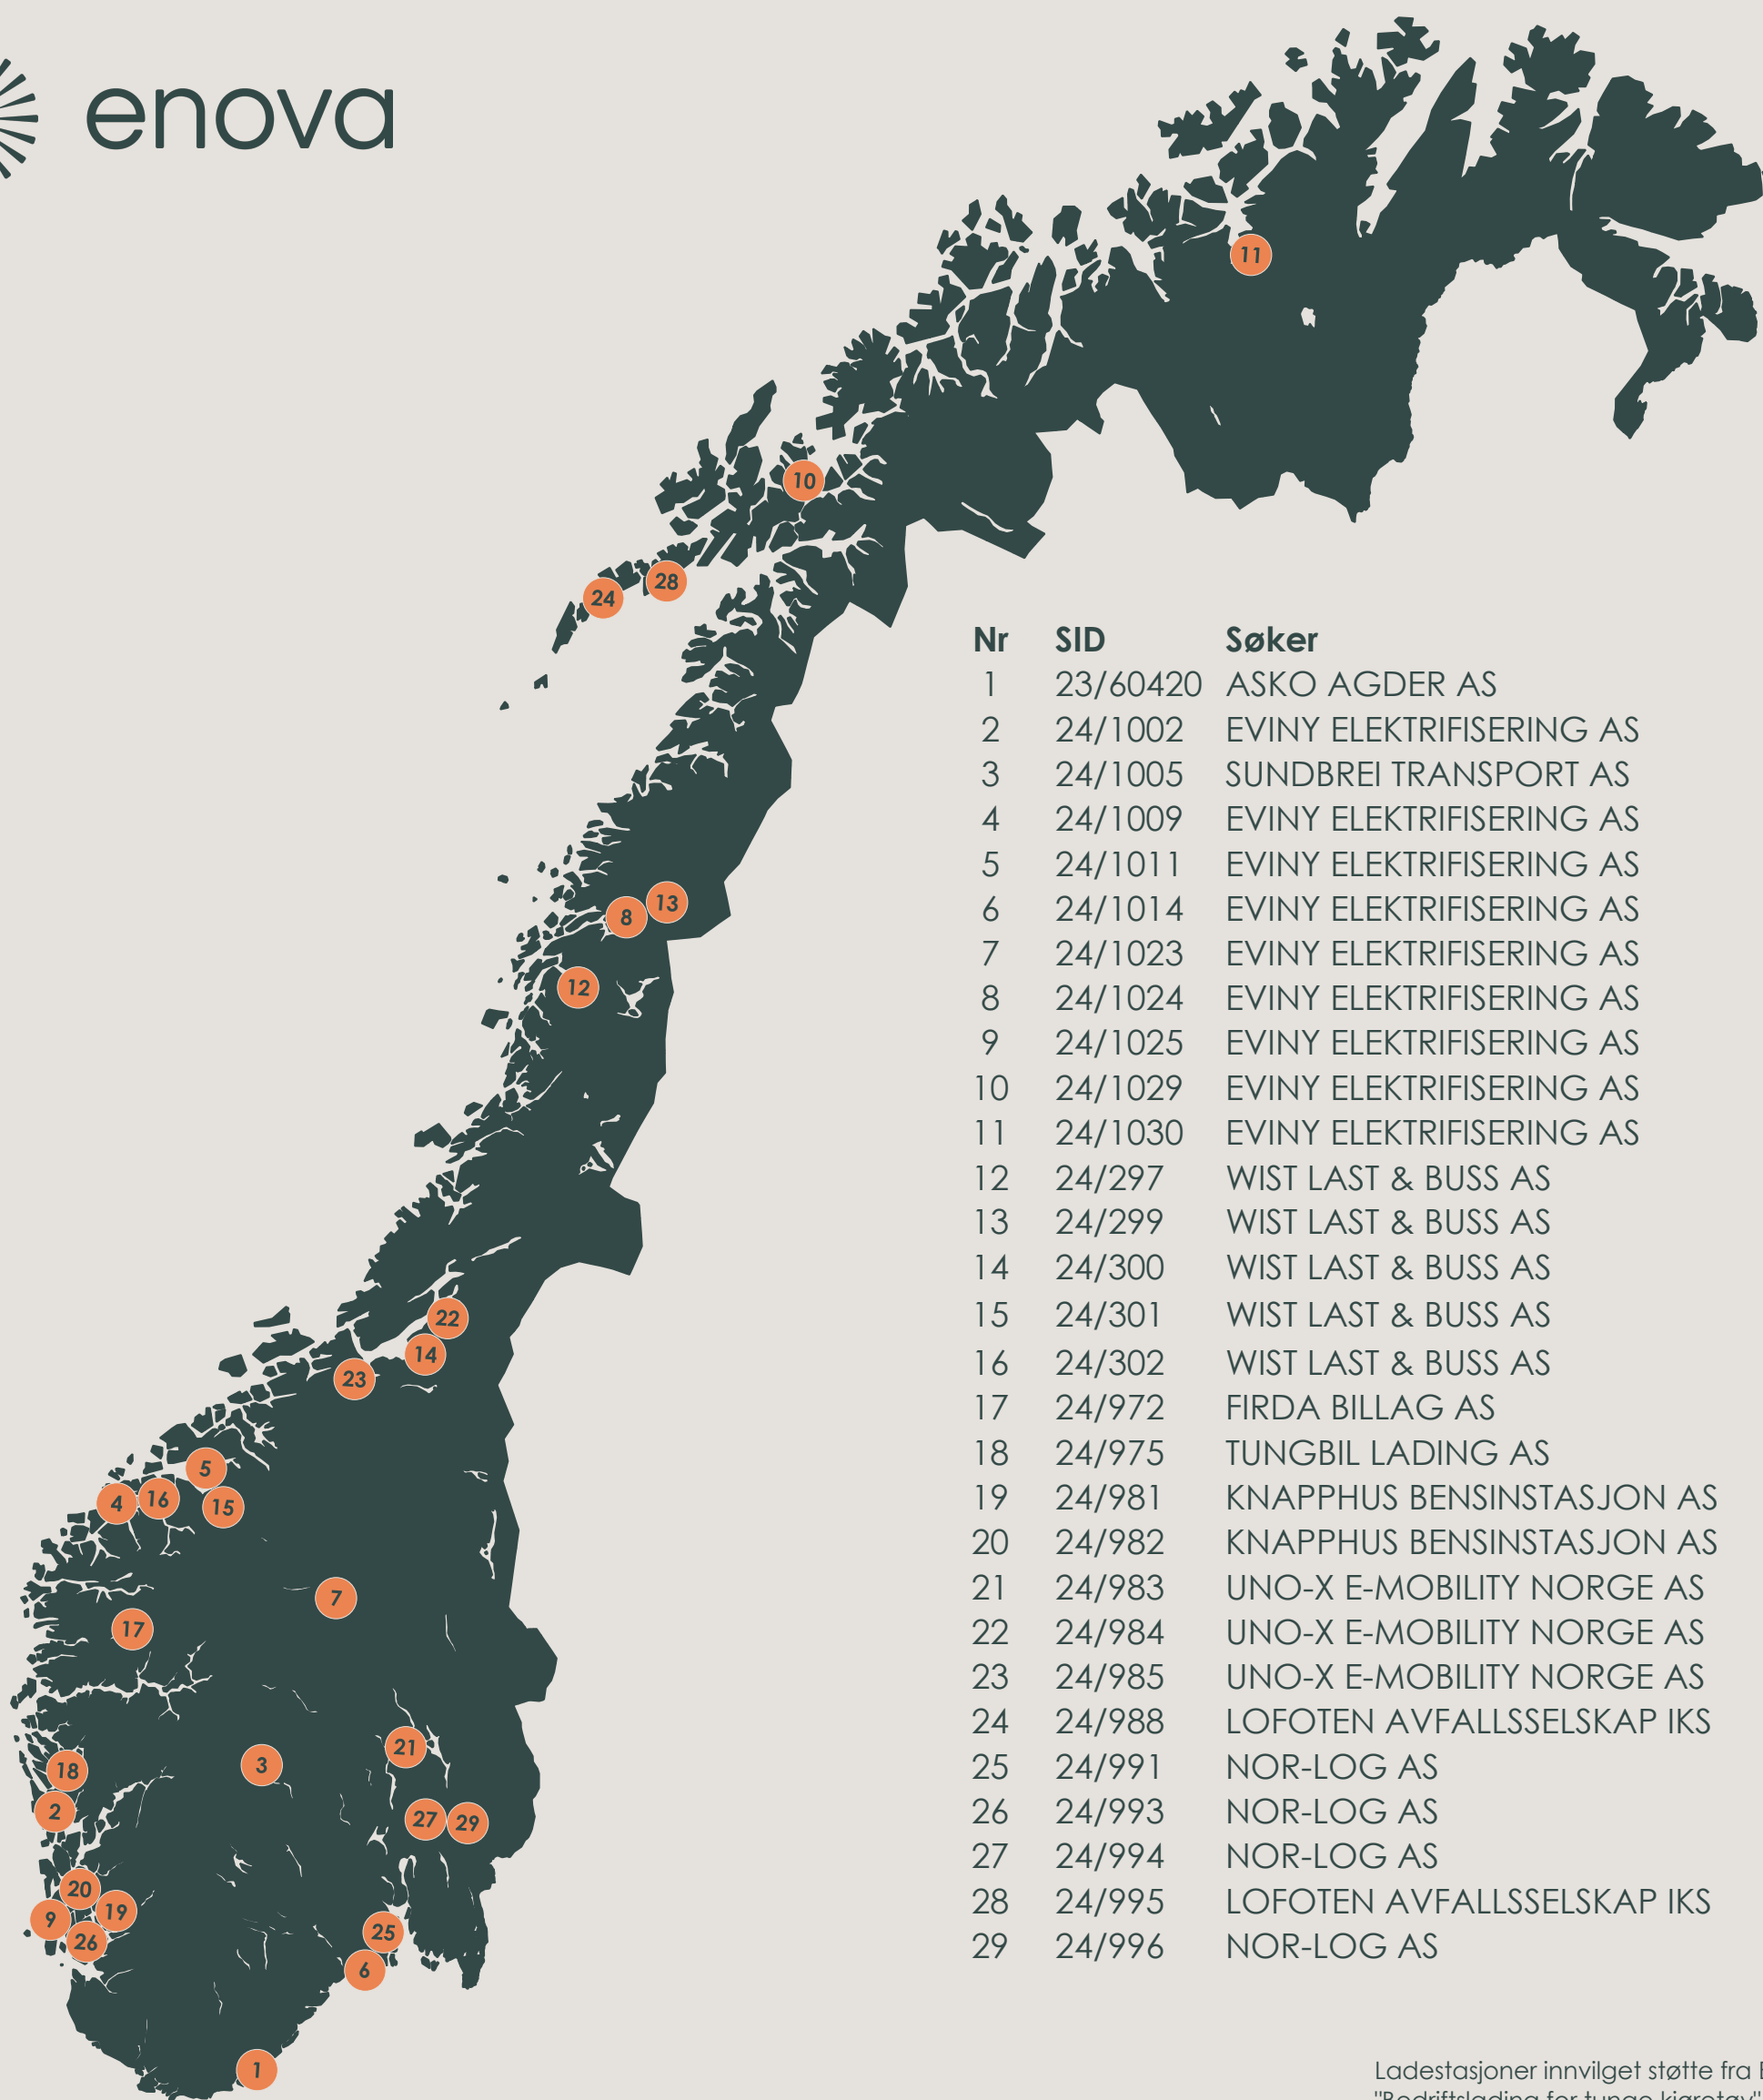 enova
11
10
28
24
13
8
12
22
14
23
5
16
4
15
7
17
21
3
18
2
27
29
20
19
9
26
25
6
1
Nr SID Søker
1 23/60420 ASKO AGDER AS
2 24/1002 EVINY ELEKTRIFISERING AS
3 24/1005 SUNDBREI TRANSPORT AS
4 24/1009 EVINY ELEKTRIFISERING AS
5 24/1011 EVINY ELEKTRIFISERING AS
6 24/1014 EVINY ELEKTRIFISERING AS
7 24/1023 EVINY ELEKTRIFISERING AS
8 24/1024 EVINY ELEKTRIFISERING AS
9 24/1025 EVINY ELEKTRIFISERING AS
10 24/1029 EVINY ELEKTRIFISERING AS
11 24/1030 EVINY ELEKTRIFISERING AS
12 24/297 WIST LAST & BUSS AS
13 24/299 WIST LAST & BUSS AS
14 24/300 WIST LAST & BUSS AS
15 24/301 WIST LAST & BUSS AS
16 24/302 WIST LAST & BUSS AS
17 24/972 FIRDA BILLAG AS
18 24/975 TUNGBIL LADING AS
19 24/981 KNAPPHUS BENSINSTASJON AS
20 24/982 KNAPPHUS BENSINSTASJON AS
21 24/983 UNO-X E-MOBILITY NORGE AS
22 24/984 UNO-X E-MOBILITY NORGE AS
23 24/985 UNO-X E-MOBILITY NORGE AS
24 24/988 LOFOTEN AVFALLSSELSKAP IKS
25 24/991 NOR-LOG AS
26 24/993 NOR-LOG AS
27 24/994 NOR-LOG AS
28 24/995 LOFOTEN AVFALLSSELSKAP IKS
29 24/996 NOR-LOG AS
Ladestasjoner innvilget støtte fra
"Bedriftslading for tunge kjøretøy"